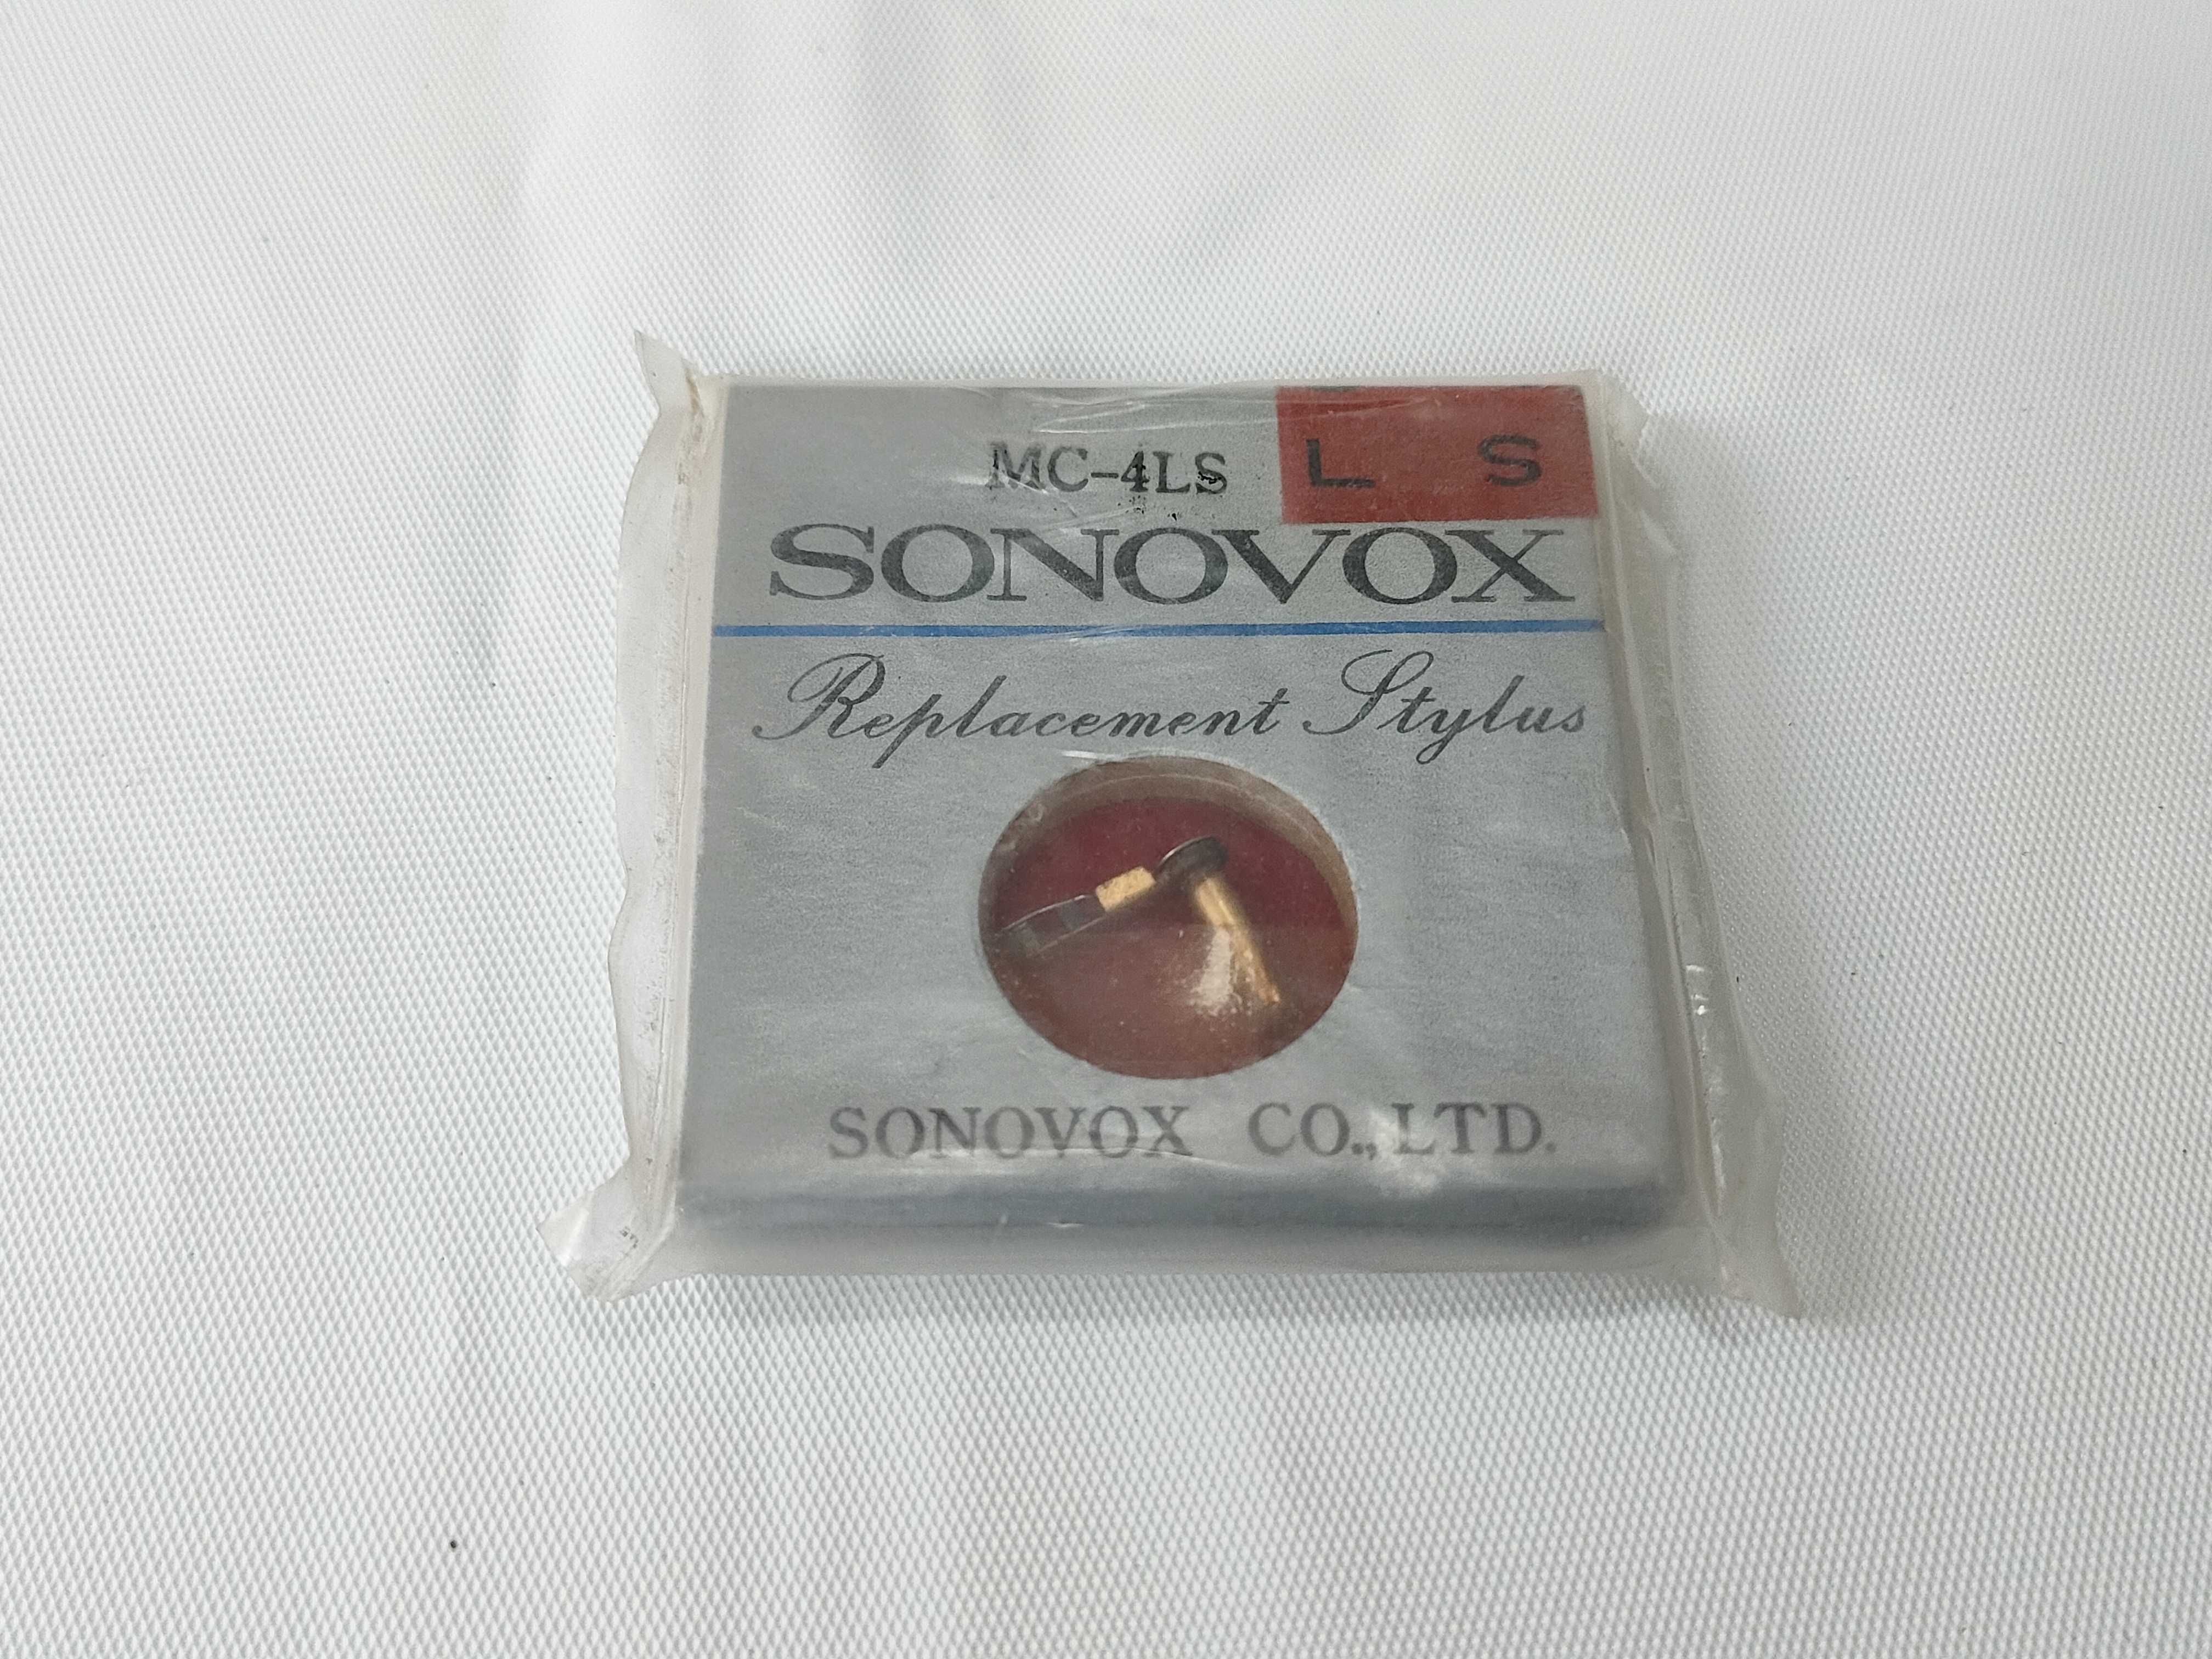 MC-4LS
L S
SONOVOX
Replacement Stylus
SONOVOX CO.,LTD.